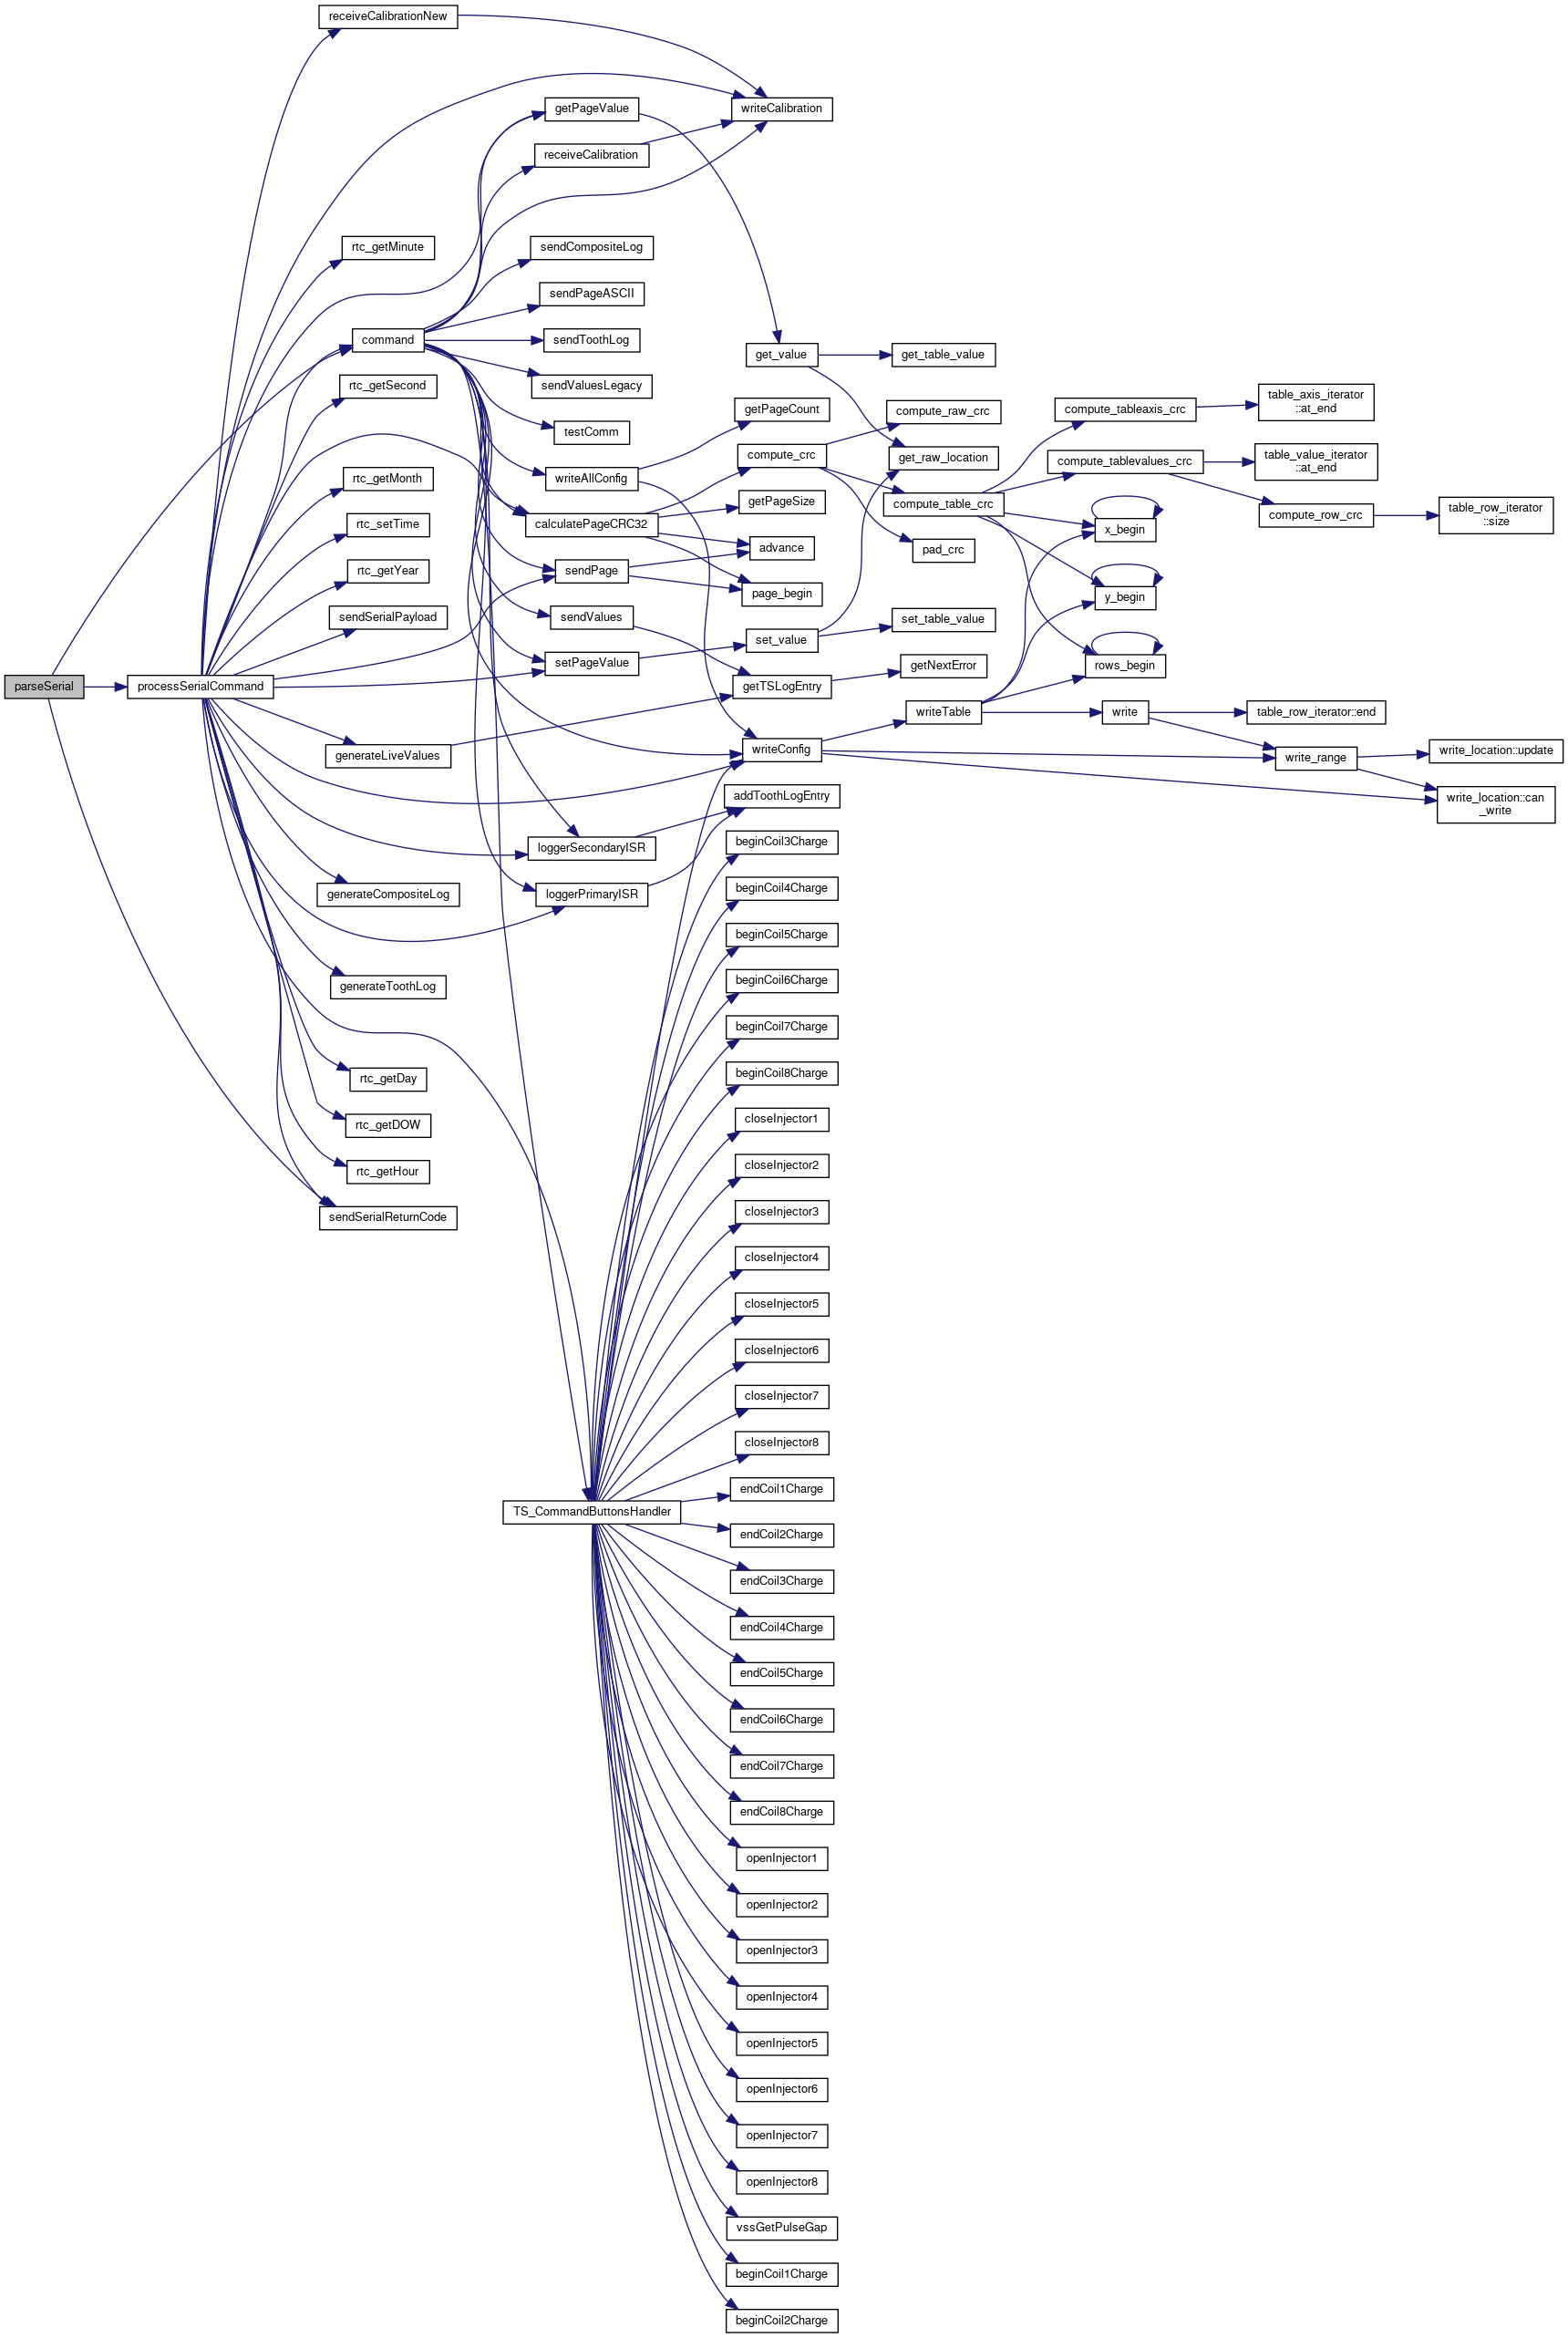 receiveCalibrationNew
getPageValue
writeCalibration
receiveCalibration
rtc_getMinute
sendCompositeLog
sendPageASCII
command
sendToothLog
get_value
get_table_value
rtc_getSecond
sendValuesLegacy
table_axis_iterator
::at_end
getPageCount
compute_raw_crc
compute_tableaxis_crc
testComm
compute_crc
get_raw_location
compute_tablevalues_crc
table_value_iterator
::at_end
rtc_getMonth
writeAllConfig
getPageSize
compute_table_crc
compute_row_crc
table_row_iterator
::size
rtc_setTime
calculatePageCRC32
x_begin
advance
pad_crc
rtc_getYear
sendPage
page_begin
y_begin
sendSerialPayload
sendValues
set_value
set_table_value
setPageValue
getNextError
rows_begin
parseSerial
processSerialCommand
getTSLogEntry
writeTable
write
table_row_iterator::end
generateLiveValues
writeConfig
write_range
write_location::update
addToothLogEntry
write_location::can
_write
loggerSecondaryISR
beginCoil3Charge
generateCompositeLog
loggerPrimaryISR
beginCoil4Charge
beginCoil5Charge
generateToothLog
beginCoil6Charge
beginCoil7Charge
rtc_getDay
beginCoil8Charge
rtc_getDOW
closeInjector1
rtc_getHour
closeInjector2
sendSerialReturnCode
closeInjector3
closeInjector4
closeInjector5
closeInjector6
closeInjector7
closeInjector8
endCoil1Charge
TS_CommandButtonsHandler
endCoil2Charge
endCoil3Charge
endCoil4Charge
endCoil5Charge
endCoil6Charge
endCoil7Charge
endCoil8Charge
openInjector1
openInjector2
openInjector3
openInjector4
openInjector5
openInjector6
openInjector7
openInjector8
vssGetPulseGap
beginCoil1Charge
beginCoil2Charge